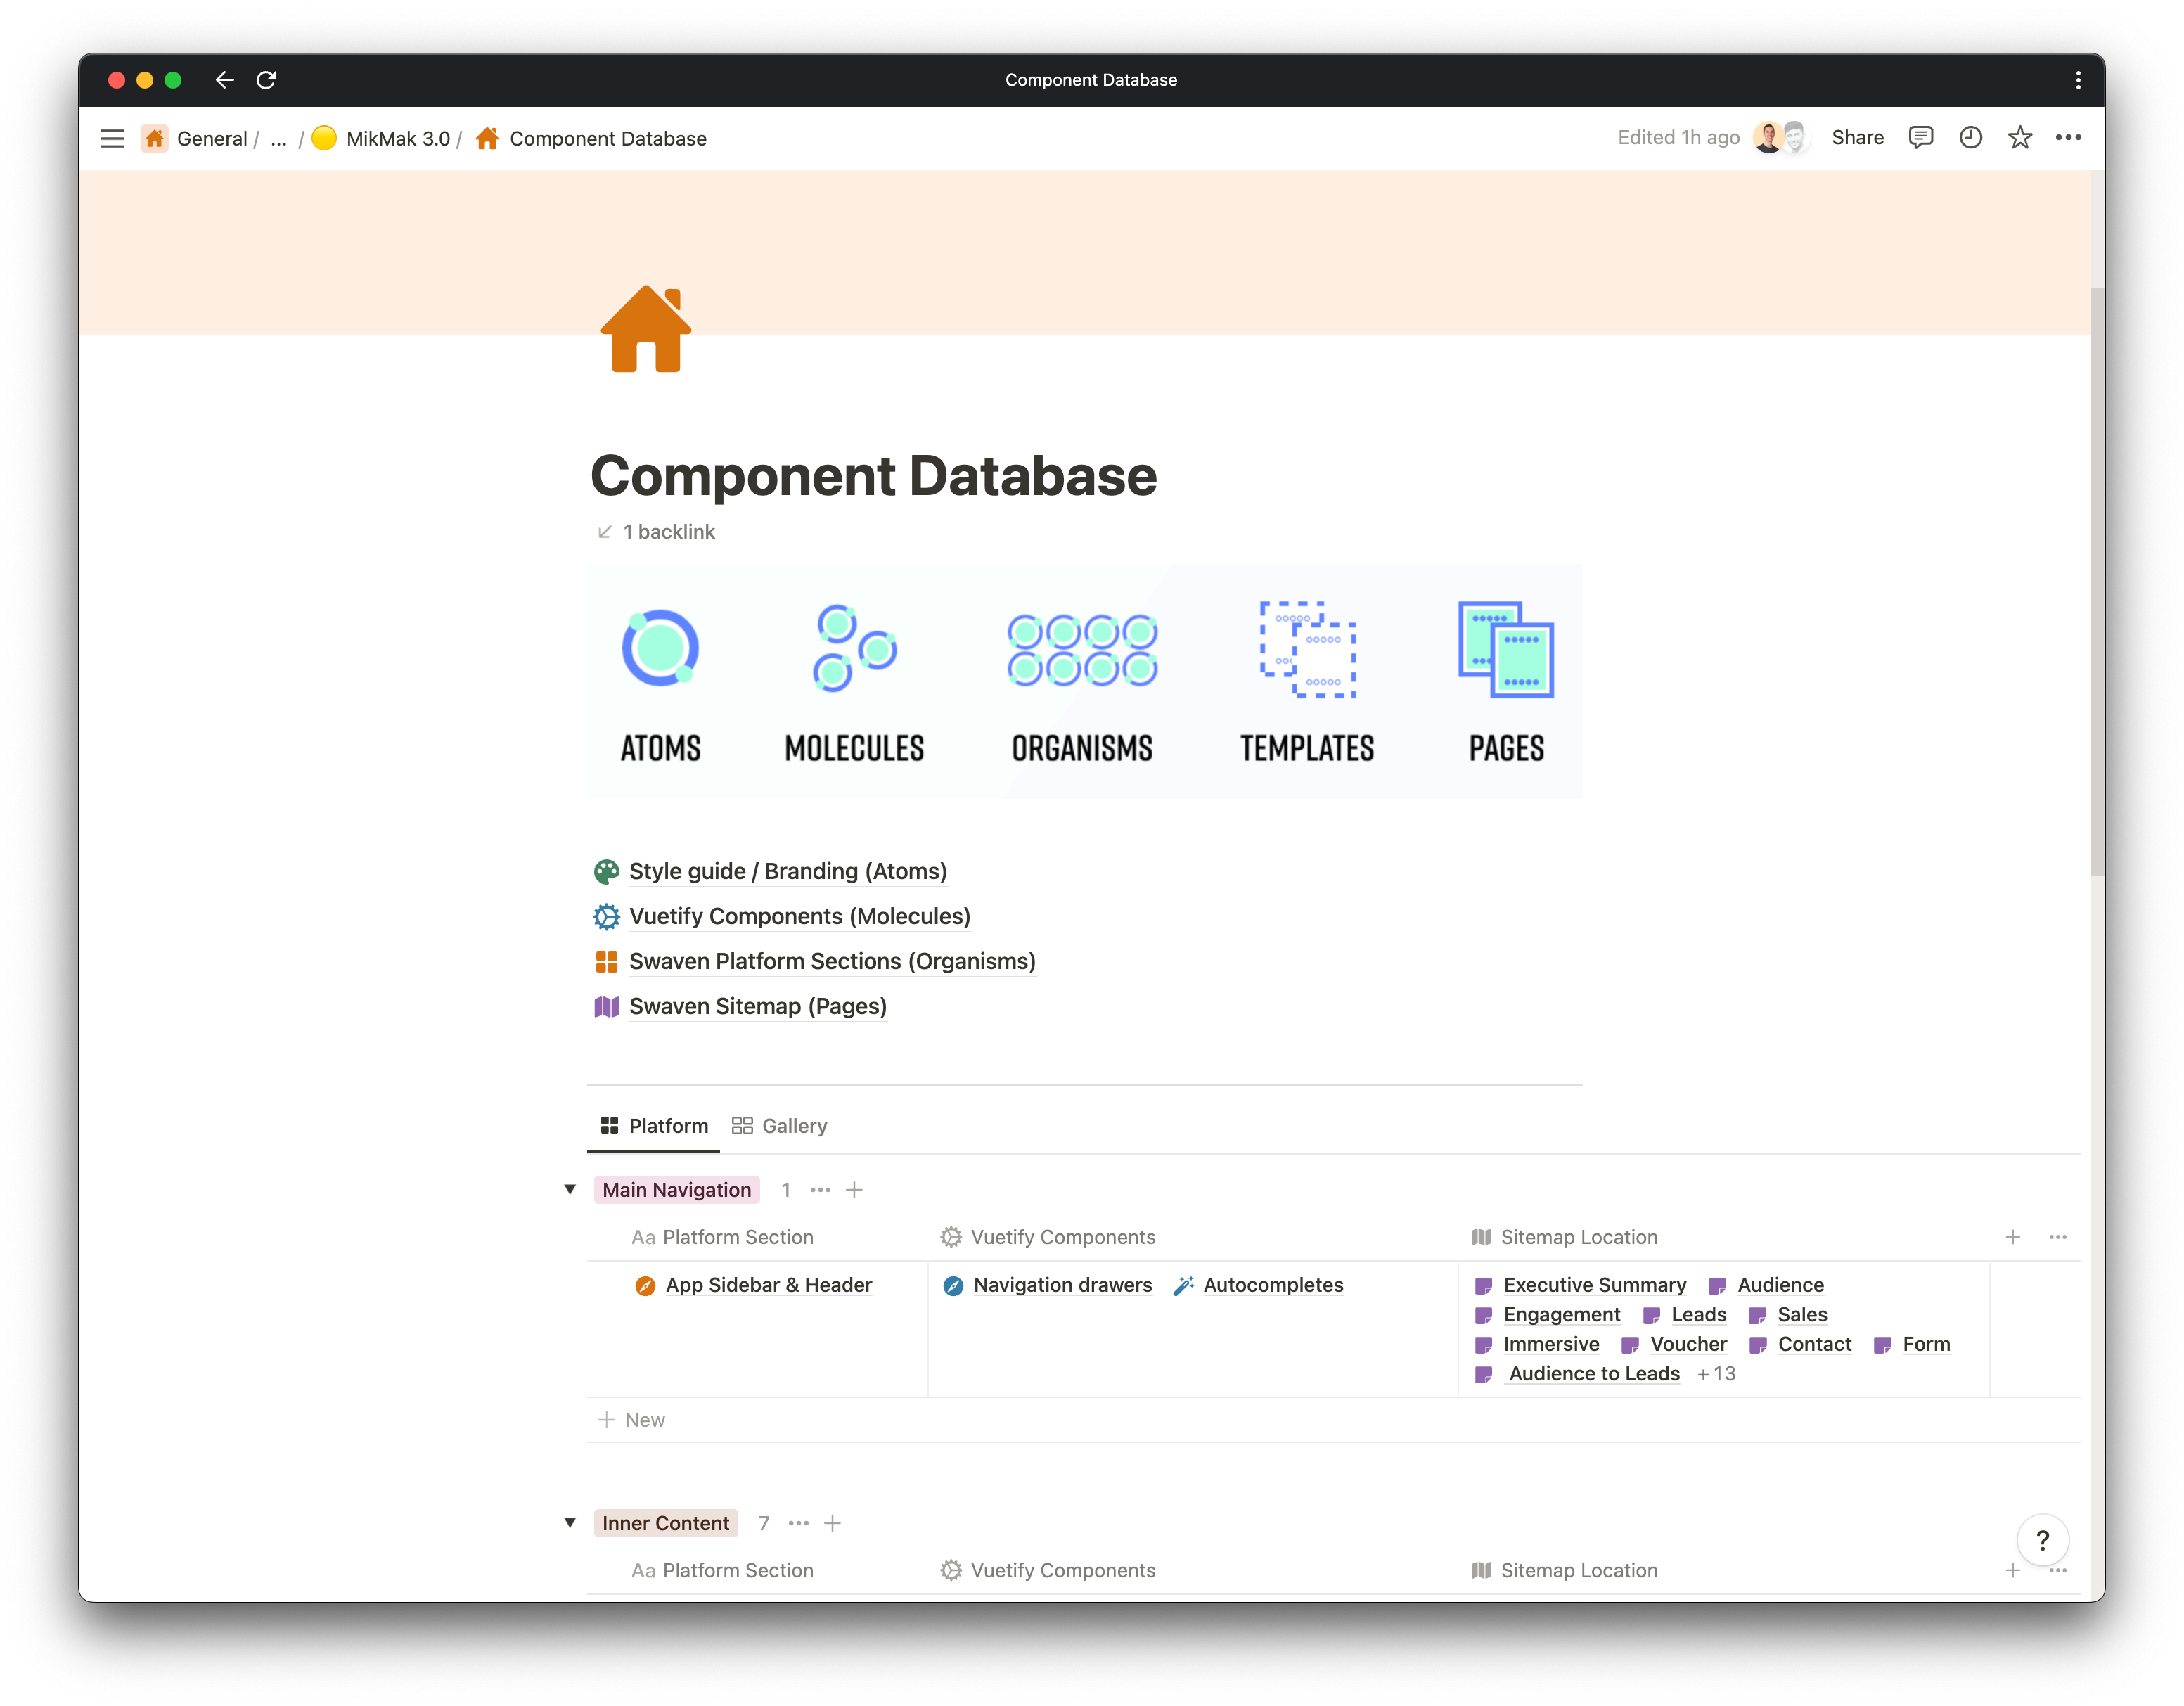 Component Database
General / ... / MikMak 3.0 / Component Database
Edited 1h ago Share
Component Database
1 backlink
ATOMS MOLECULES ORGANISMS TEMPLATES PAGES
Style guide / Branding (Atoms)
Vuetify Components (Molecules)
Swaven Platform Sections (Organisms)
Swaven Sitemap (Pages)
Platform Gallery
Main Navigation 1 ... +
Aa Platform Section Vuetify Components Sitemap Location + ...
App Sidebar & Header Navigation drawers Autocompletes Executive Summary Audience
Engagement Leads Sales
Immersive Voucher Contact Form
Audience to Leads +13
+ New
Inner Content 7 ... +
?
Aa Platform Section Vuetify Components Sitemap Location + ...